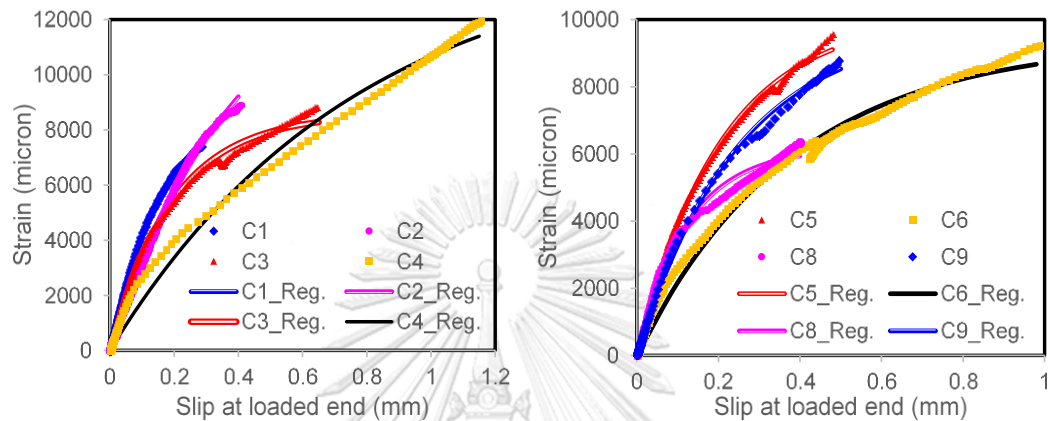 12000
10000
8000
6000
4000
2000
0
Strain (micron)
C1
C2
C3
C4
C1_Reg.
C2_Reg.
C3_Reg.
C4_Reg.
0
0.2
0.4
0.6
0.8
1
1.2
Slip at loaded end (mm)
10000
8000
6000
4000
2000
0
Strain (micron)
C5
C6
C8
C9
C5_Reg.
C6_Reg.
C8_Reg.
C9_Reg.
0
0.2
0.4
0.6
0.8
1
Slip at loaded end (mm)